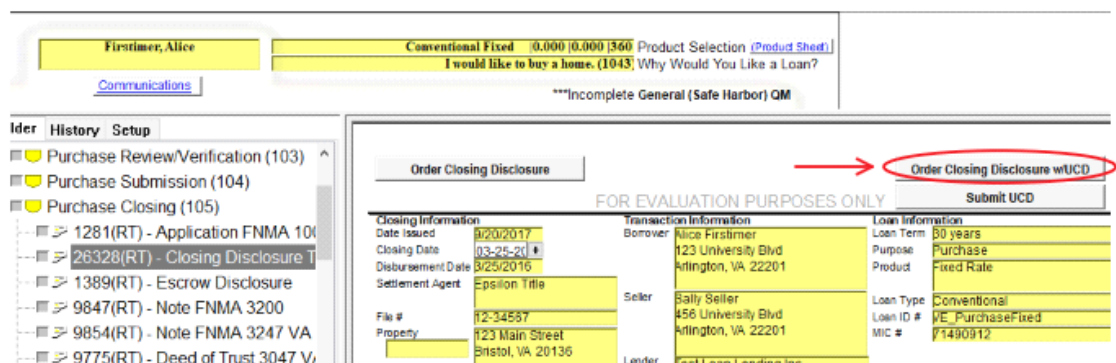 Firstimer, Alice
Conventional Fixed |0.000 |0.000 |360 Product Selection (Product Sheet)
I would like to buy a home. (1043) Why Would You Like a Loan?
Communications
***Incomplete General (Safe Harbor) QM
lder History Setup
Purchase Review/Verification (103)
Purchase Submission (104)
Purchase Closing (105)
1281(RT) - Application FNMA 100
26328(RT) - Closing Disclosure T
1389(RT) - Escrow Disclosure
9847(RT) - Note FNMA 3200
9854(RT) - Note FNMA 3247 VA
9775(RT) - Deed of Trust 3047 VA
Order Closing Disclosure
Order Closing Disclosure w/UCD
FOR EVALUATION PURPOSES ONLY
Submit UCD
Closing Information
Date Issued 9/20/2017
Closing Date 03-25-20
Disbursement Date 3/25/2016
Settlement Agent Epsilon Title
File # 12-34567
Property 123 Main Street
Bristol, VA 20136
Transaction Information
Borrower Alice Firstimer
123 University Blvd
Arlington, VA 22201
Seller Sally Seller
456 University Blvd
Arlington, VA 22201
Lender
Loan Information
Loan Term 30 years
Purpose Purchase
Product Fixed Rate
Loan Type Conventional
Loan ID # VE_PurchaseFixed
MIC # 71490912